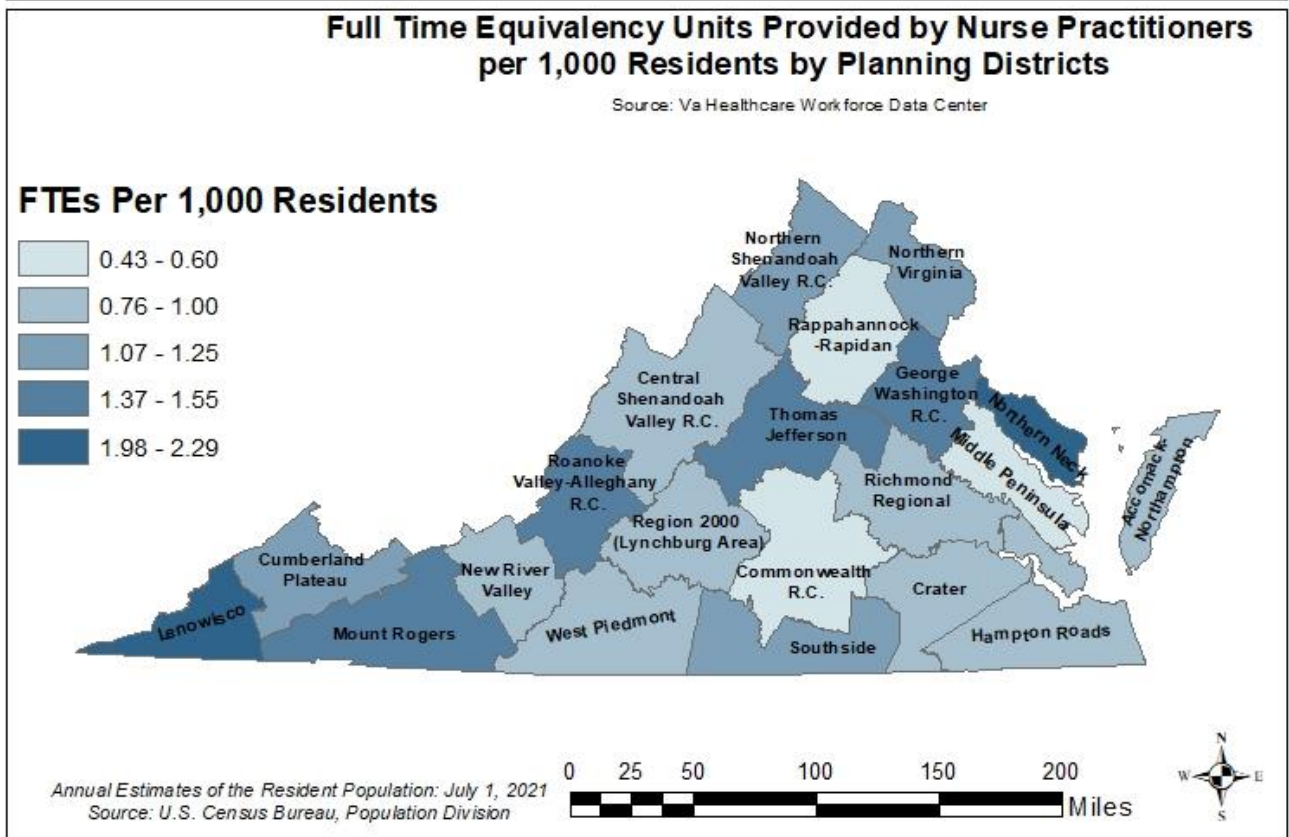 Full Time Equivalency Units Provided by Nurse Practitioners
per 1,000 Residents by Planning Districts
Source: Va Healthcare Workforce Data Center
FTEs Per 1,000 Residents
0.43 - 0.60
0.76 - 1.00
1.07 - 1.25
1.37 - 1.55
1.98 - 2.29
Northern
Shenandoah
Valley R.C.
Northern
Virginia
Rappahannock
-Rapidan
Central
Shenandoah
Valley R.C.
George
Washington
R.C.
Northern Neck
Thomas
Jefferson
Middle Peninsula
Accomack-
Northampton
Roanoke
Valley-Alleghany
R.C.
Richmond
Regional
Region 2000
(Lynchburg Area)
Cumberland
Plateau
New River
Valley
Commonwealth
R.C.
Crater
Lenowisco
Mount Rogers
West Piedmont
Southside
Hampton Roads
Annual Estimates of the Resident Population: July 1, 2021
Source: U.S. Census Bureau, Population Division
0 25 50 100 150 200
Miles
N
W E
S